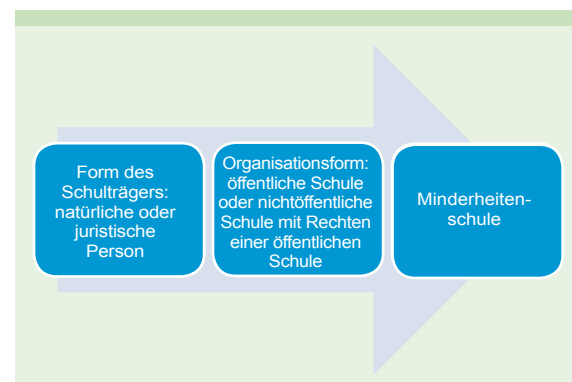 Form des
Schulträgers:
natürliche oder
juristische
Person
Organisationsform:
öffentliche Schule
oder nichtöffentliche
Schule mit Rechten
einer öffentlichen
Schule
Minderheiten-
schule